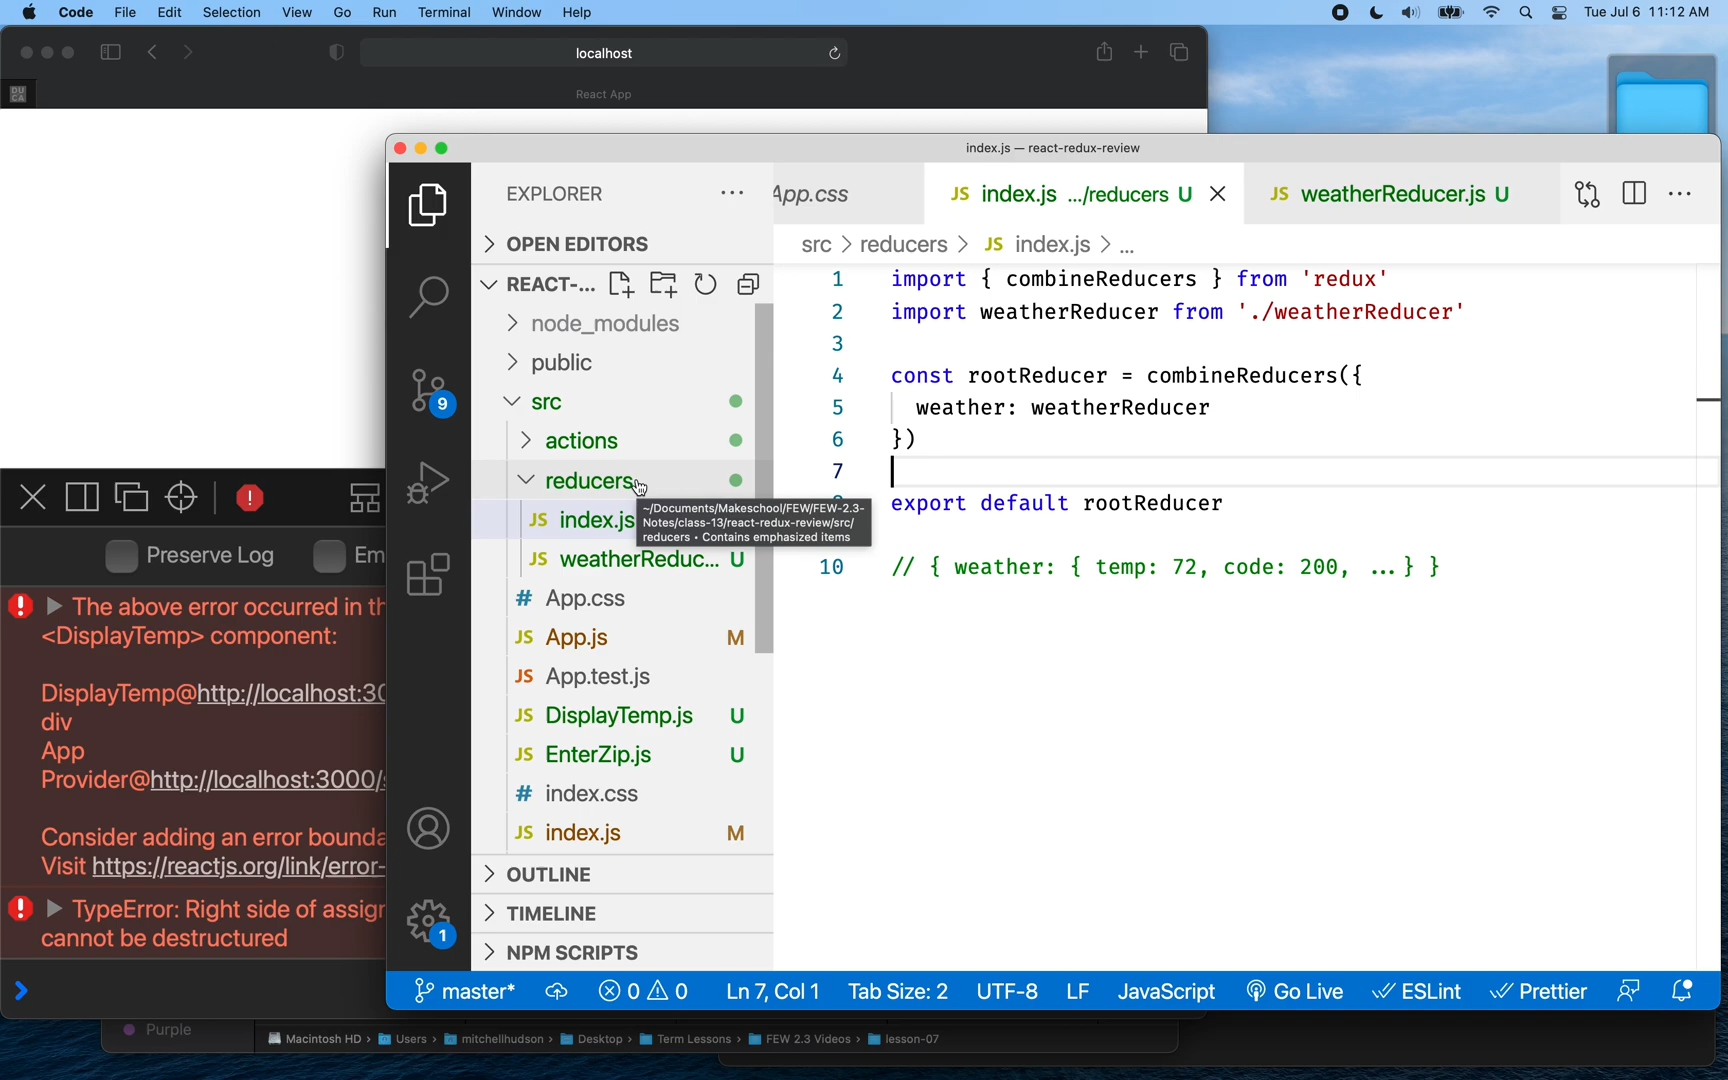 Code File Edit Selection View Go Run Terminal Window Help Tue Jul 6 11:12 AM
localhost
DU
CA
React App
index.js — react-redux-review
EXPLORER
App.css
JS index.js .../reducers U
JS weatherReducer.js U
OPEN EDITORS
src > reducers > JS index.js > ...
REACT-...
node_modules
public
src
actions
reducers
JS index.js
~/Documents/Makeschool/FEW/FEW-2.3-
Notes/class-13/react-redux-review/src/
reducers • Contains emphasized items
JS weatherReduc... U
# App.css
JS App.js M
JS App.test.js
JS DisplayTemp.js U
JS EnterZip.js U
# index.css
JS index.js M
OUTLINE
TIMELINE
NPM SCRIPTS
9
1
1 import { combineReducers } from 'redux'
2 import weatherReducer from './weatherReducer'
3
4 const rootReducer = combineReducers({
5 weather: weatherReducer
6 })
7
export default rootReducer
10 // { weather: { temp: 72, code: 200, ...} }
Preserve Log Em
The above error occurred in th
<DisplayTemp> component:
DisplayTemp@http://localhost:30
div
App
Provider@http://localhost:3000/s
Consider adding an error bounda
Visit https://reactjs.org/link/error-
TypeError: Right side of assign
cannot be destructured
master* 0 0 Ln 7, Col 1 Tab Size: 2 UTF-8 LF JavaScript Go Live ESLint Prettier
Purple
Macintosh HD > Users > mitchellhudson > Desktop > Term Lessons > FEW 2.3 Videos > lesson-07